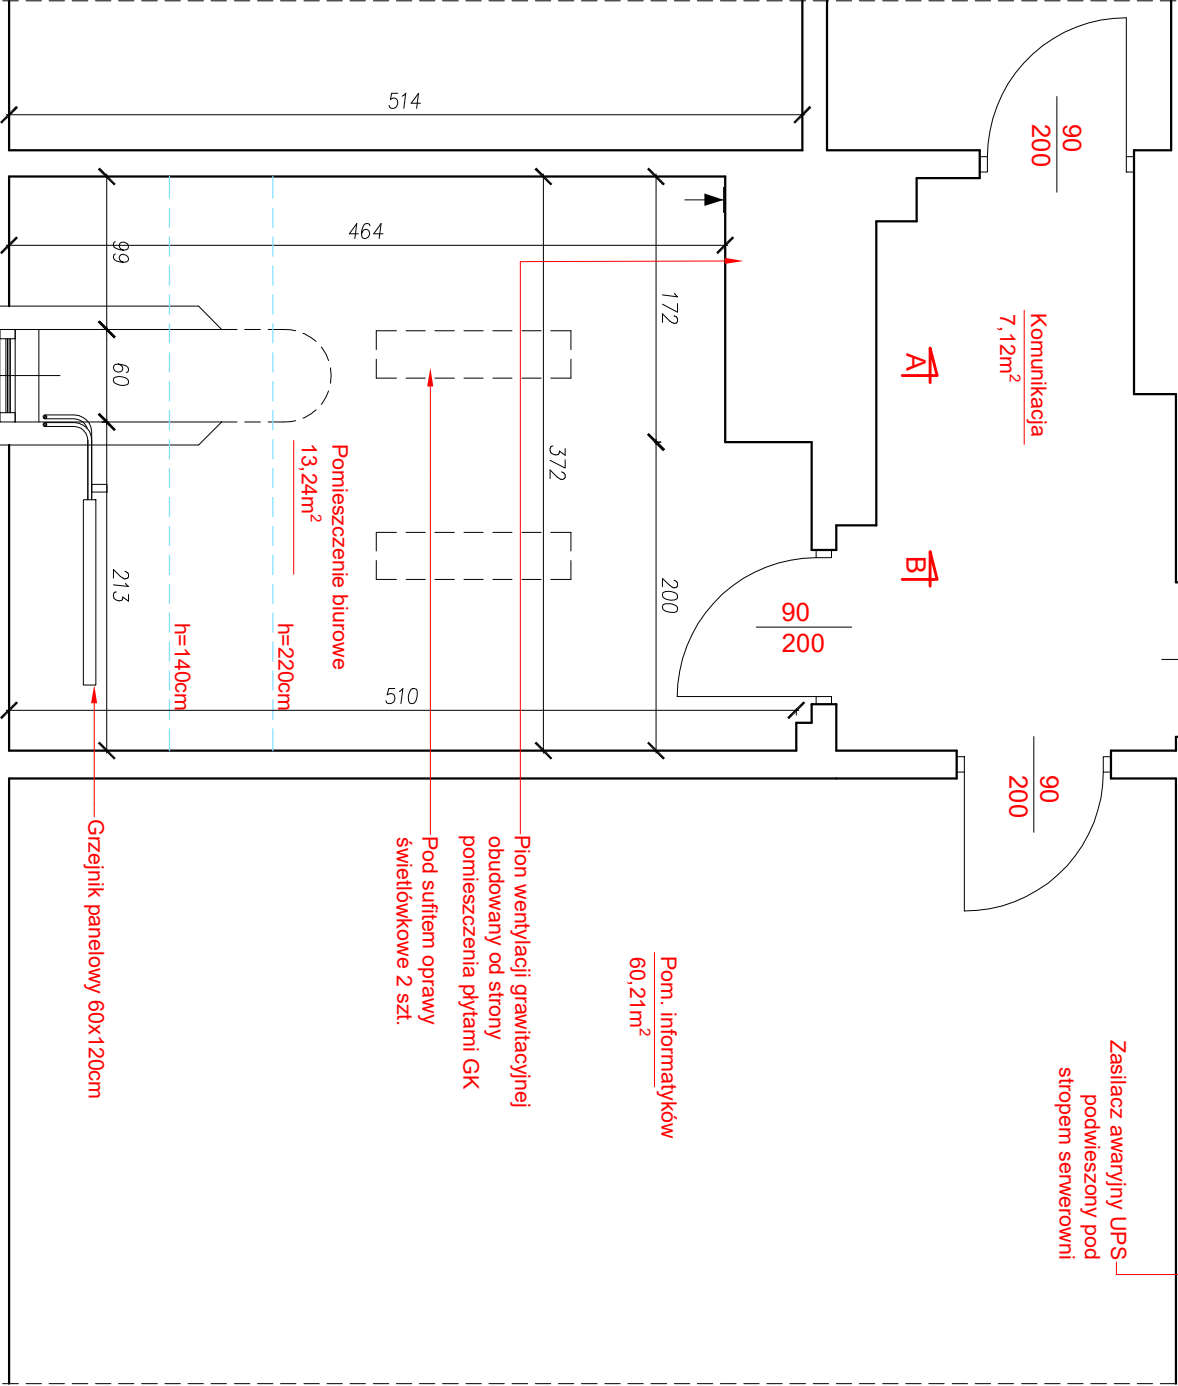 514
90
200
464
99
172
Komunikacja
7,12m²
A
60
372
Pomieszczenie biurowe
13,24m²
B
213
200
90
200
h=140cm
h=220cm
510
90
200
Grzejnik panelowy 60x120cm
Pod sufitem oprawy
świetlówkowe 2 szt.
Pion wentylacji grawitacyjnej
obudowany od strony
pomieszczenia płytami GK
Pom. informatyków
60,21m²
Zasilacz awaryjny UPS
podwieszony pod
stropem serwerowni